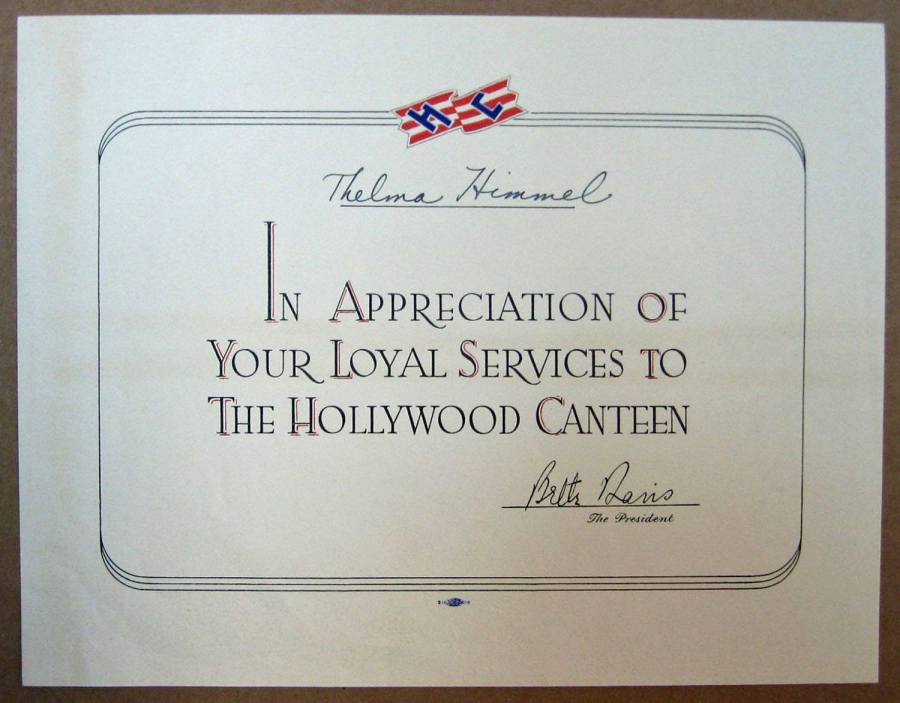 H C
Thelma Himmel
In Appreciation of
Your Loyal Services to
The Hollywood Canteen
Bette Davis
The President